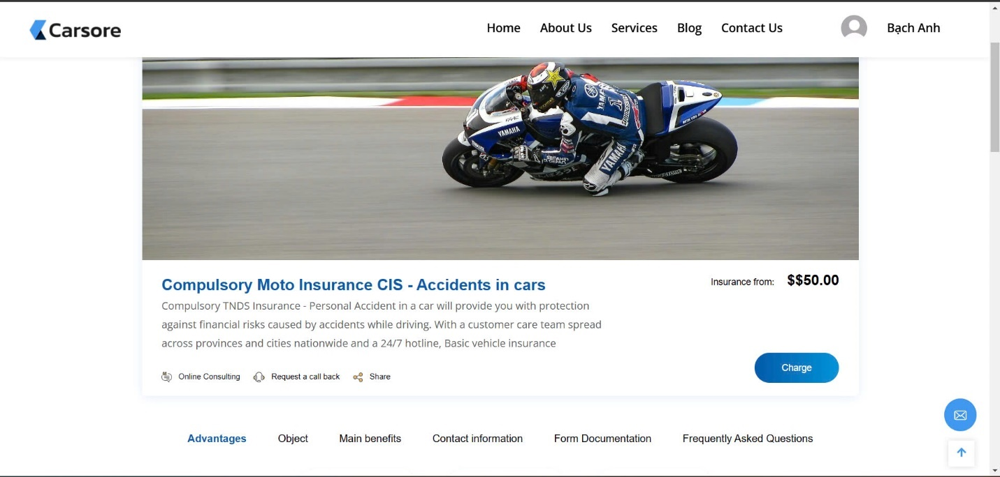 Carsore
Home About Us Services Blog Contact Us Bạch Anh
YAMAHA
YAMAHA
Compulsory Moto Insurance CIS - Accidents in cars
Insurance from: $$50.00
Compulsory TNDS Insurance - Personal Accident in a car will provide you with protection
against financial risks caused by accidents while driving. With a customer care team spread
across provinces and cities nationwide and a 24/7 hotline, Basic vehicle insurance
Online Consulting Request a call back Share
Charge
Advantages Object Main benefits Contact information Form Documentation Frequently Asked Questions